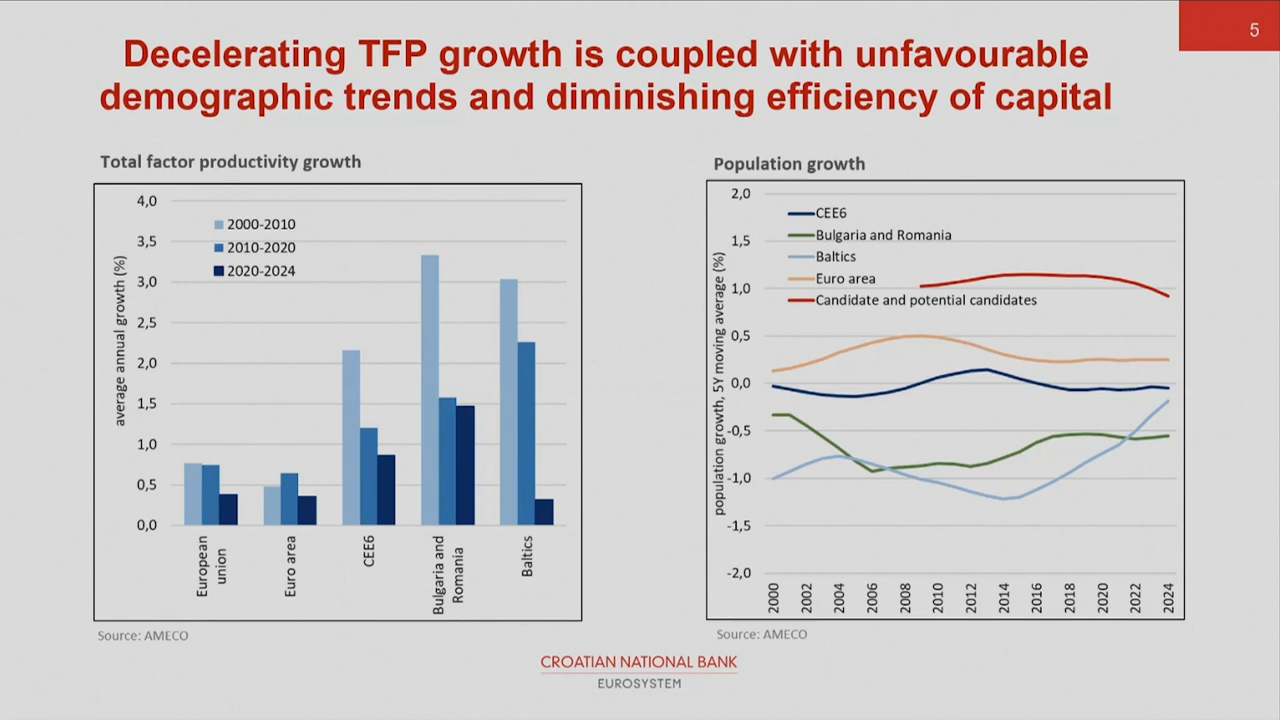 5
Decelerating TFP growth is coupled with unfavourable
demographic trends and diminishing efficiency of capital
Total factor productivity growth
average annual growth (%)
4,0
3,5
3,0
2,5
2,0
1,5
1,0
0,5
0,0
2000-2010
2010-2020
2020-2024
European
union
Euro area
CEE6
Bulgaria and
Romania
Baltics
Source: AMECO
Population growth
population growth, 5Y moving average (%)
2,0
1,5
1,0
0,5
0,0
-0,5
-1,0
-1,5
-2,0
CEE6
Bulgaria and Romania
Baltics
Euro area
Candidate and potential candidates
2000
2002
2004
2006
2008
2010
2012
2014
2016
2018
2020
2022
2024
Source: AMECO
CROATIAN NATIONAL BANK
EUROSYSTEM